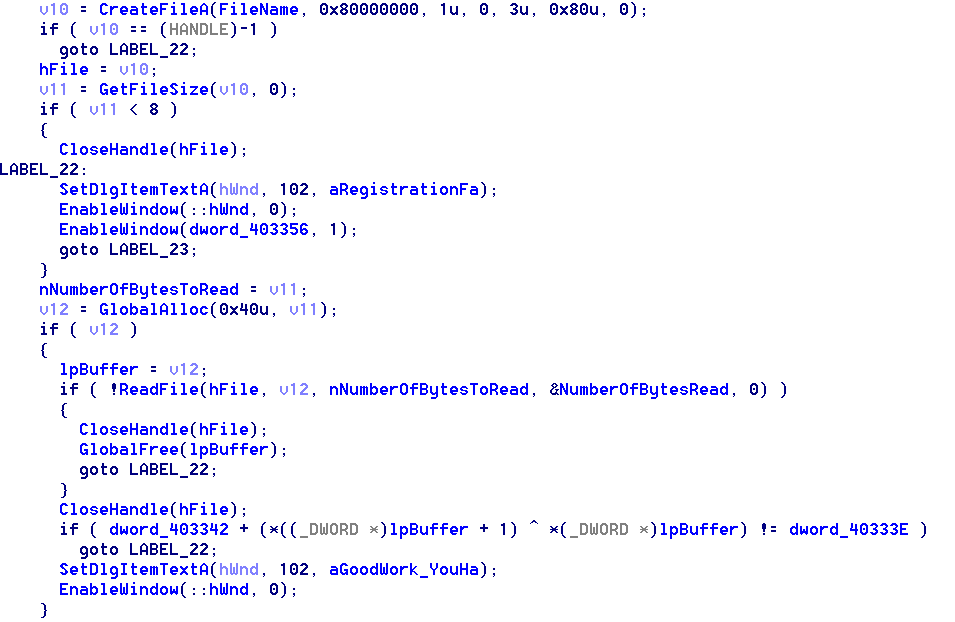 v10 = CreateFileA(FileName, 0x80000000, 1u, 0, 3u, 0x80u, 0);
if ( v10 == (HANDLE)-1 )
goto LABEL_22;
hFile = v10;
v11 = GetFileSize(v10, 0);
if ( v11 < 8 )
{
CloseHandle(hFile);
LABEL_22:
SetDlgItemTextA(hWnd, 102, aRegistrationFa);
EnableWindow(::hWnd, 0);
EnableWindow(dword_403356, 1);
goto LABEL_23;
}
nNumberOfBytesToRead = v11;
v12 = GlobalAlloc(0x40u, v11);
if ( v12 )
{
lpBuffer = v12;
if ( !ReadFile(hFile, v12, nNumberOfBytesToRead, &NumberOfBytesRead, 0) )
{
CloseHandle(hFile);
GlobalFree(lpBuffer);
goto LABEL_22;
}
CloseHandle(hFile);
if ( dword_403342 + (*((_DWORD *)lpBuffer + 1) ^ *(_DWORD *)lpBuffer) != dword_40333E )
goto LABEL_22;
SetDlgItemTextA(hWnd, 102, aGoodWork_YouHa);
EnableWindow(::hWnd, 0);
}